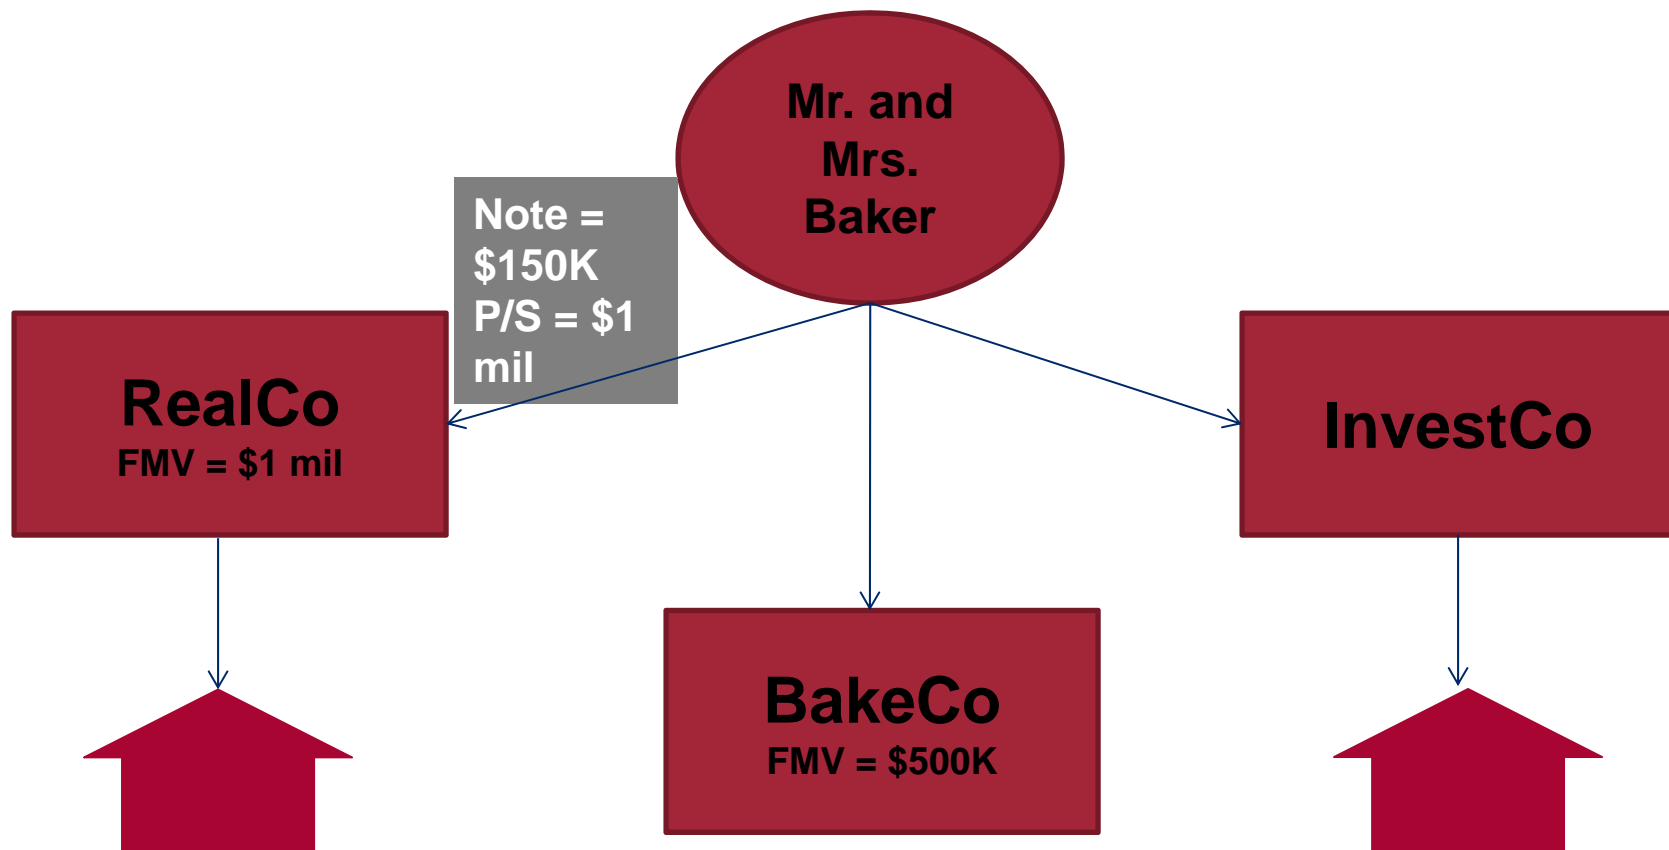 Mr. and
Mrs.
Baker
Note =
$150K
P/S = $1
mil
RealCo
FMV = $1 mil
InvestCo
BakeCo
FMV = $500K